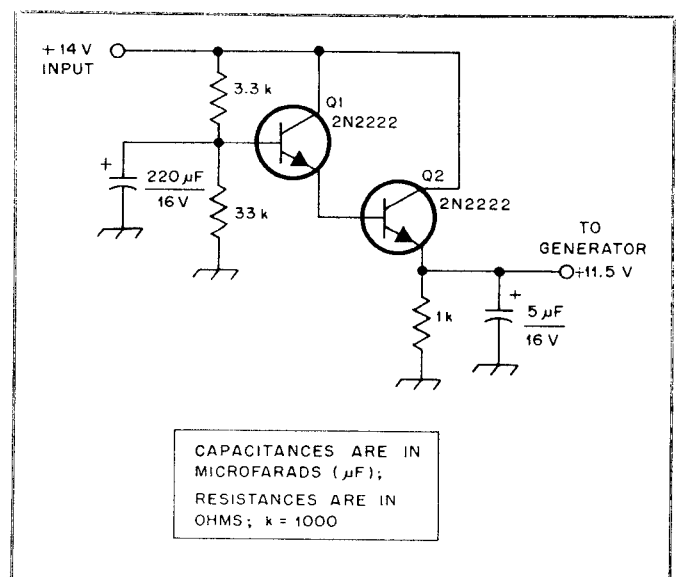 + 14 V
INPUT
3.3 k
Q1
2N2222
+
220 µF
16 V
33 k
Q2
2N2222
TO
GENERATOR
+11.5 V
1 k
+
5 µF
16 V
CAPACITANCES ARE IN
MICROFARADS (µF);
RESISTANCES ARE IN
OHMS; k = 1000